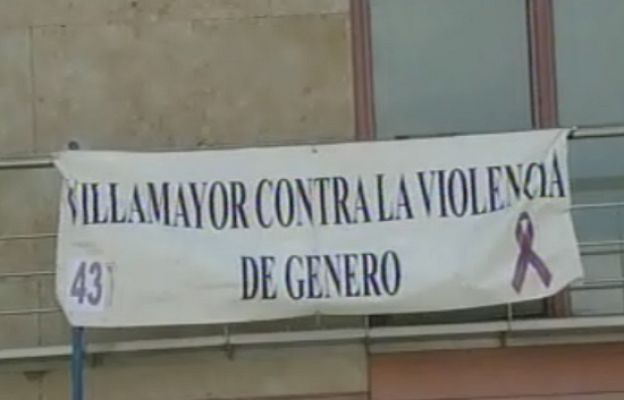 VILLAMAYOR CONTRA LA VIOLENCIA
DE GENERO
43